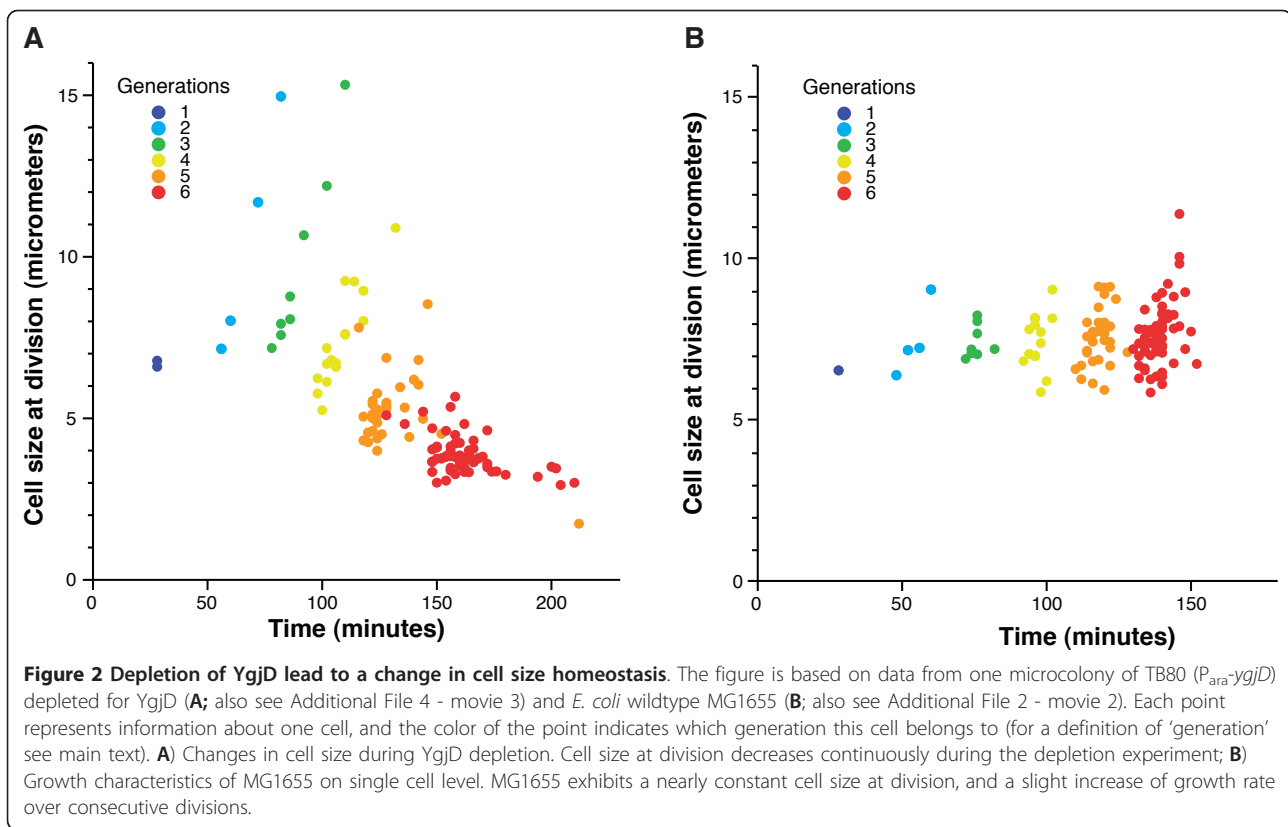 A
Generations
1
2
3
4
5
6
15
10
5
0
0
50
100
150
200
Cell size at division (micrometers)
Time (minutes)
B
Generations
1
2
3
4
5
6
15
10
5
0
0
50
100
150
Cell size at division (micrometers)
Time (minutes)
Figure 2 Depletion of YgjD lead to a change in cell size homeostasis. The figure is based on data from one microcolony of TB80 (Para-ygjD)
depleted for YgjD (A; also see Additional File 4 - movie 3) and E. coli wildtype MG1655 (B; also see Additional File 2 - movie 2). Each point
represents information about one cell, and the color of the point indicates which generation this cell belongs to (for a definition of 'generation'
see main text). A) Changes in cell size during YgjD depletion. Cell size at division decreases continuously during the depletion experiment; B)
Growth characteristics of MG1655 on single cell level. MG1655 exhibits a nearly constant cell size at division, and a slight increase of growth rate
over consecutive divisions.